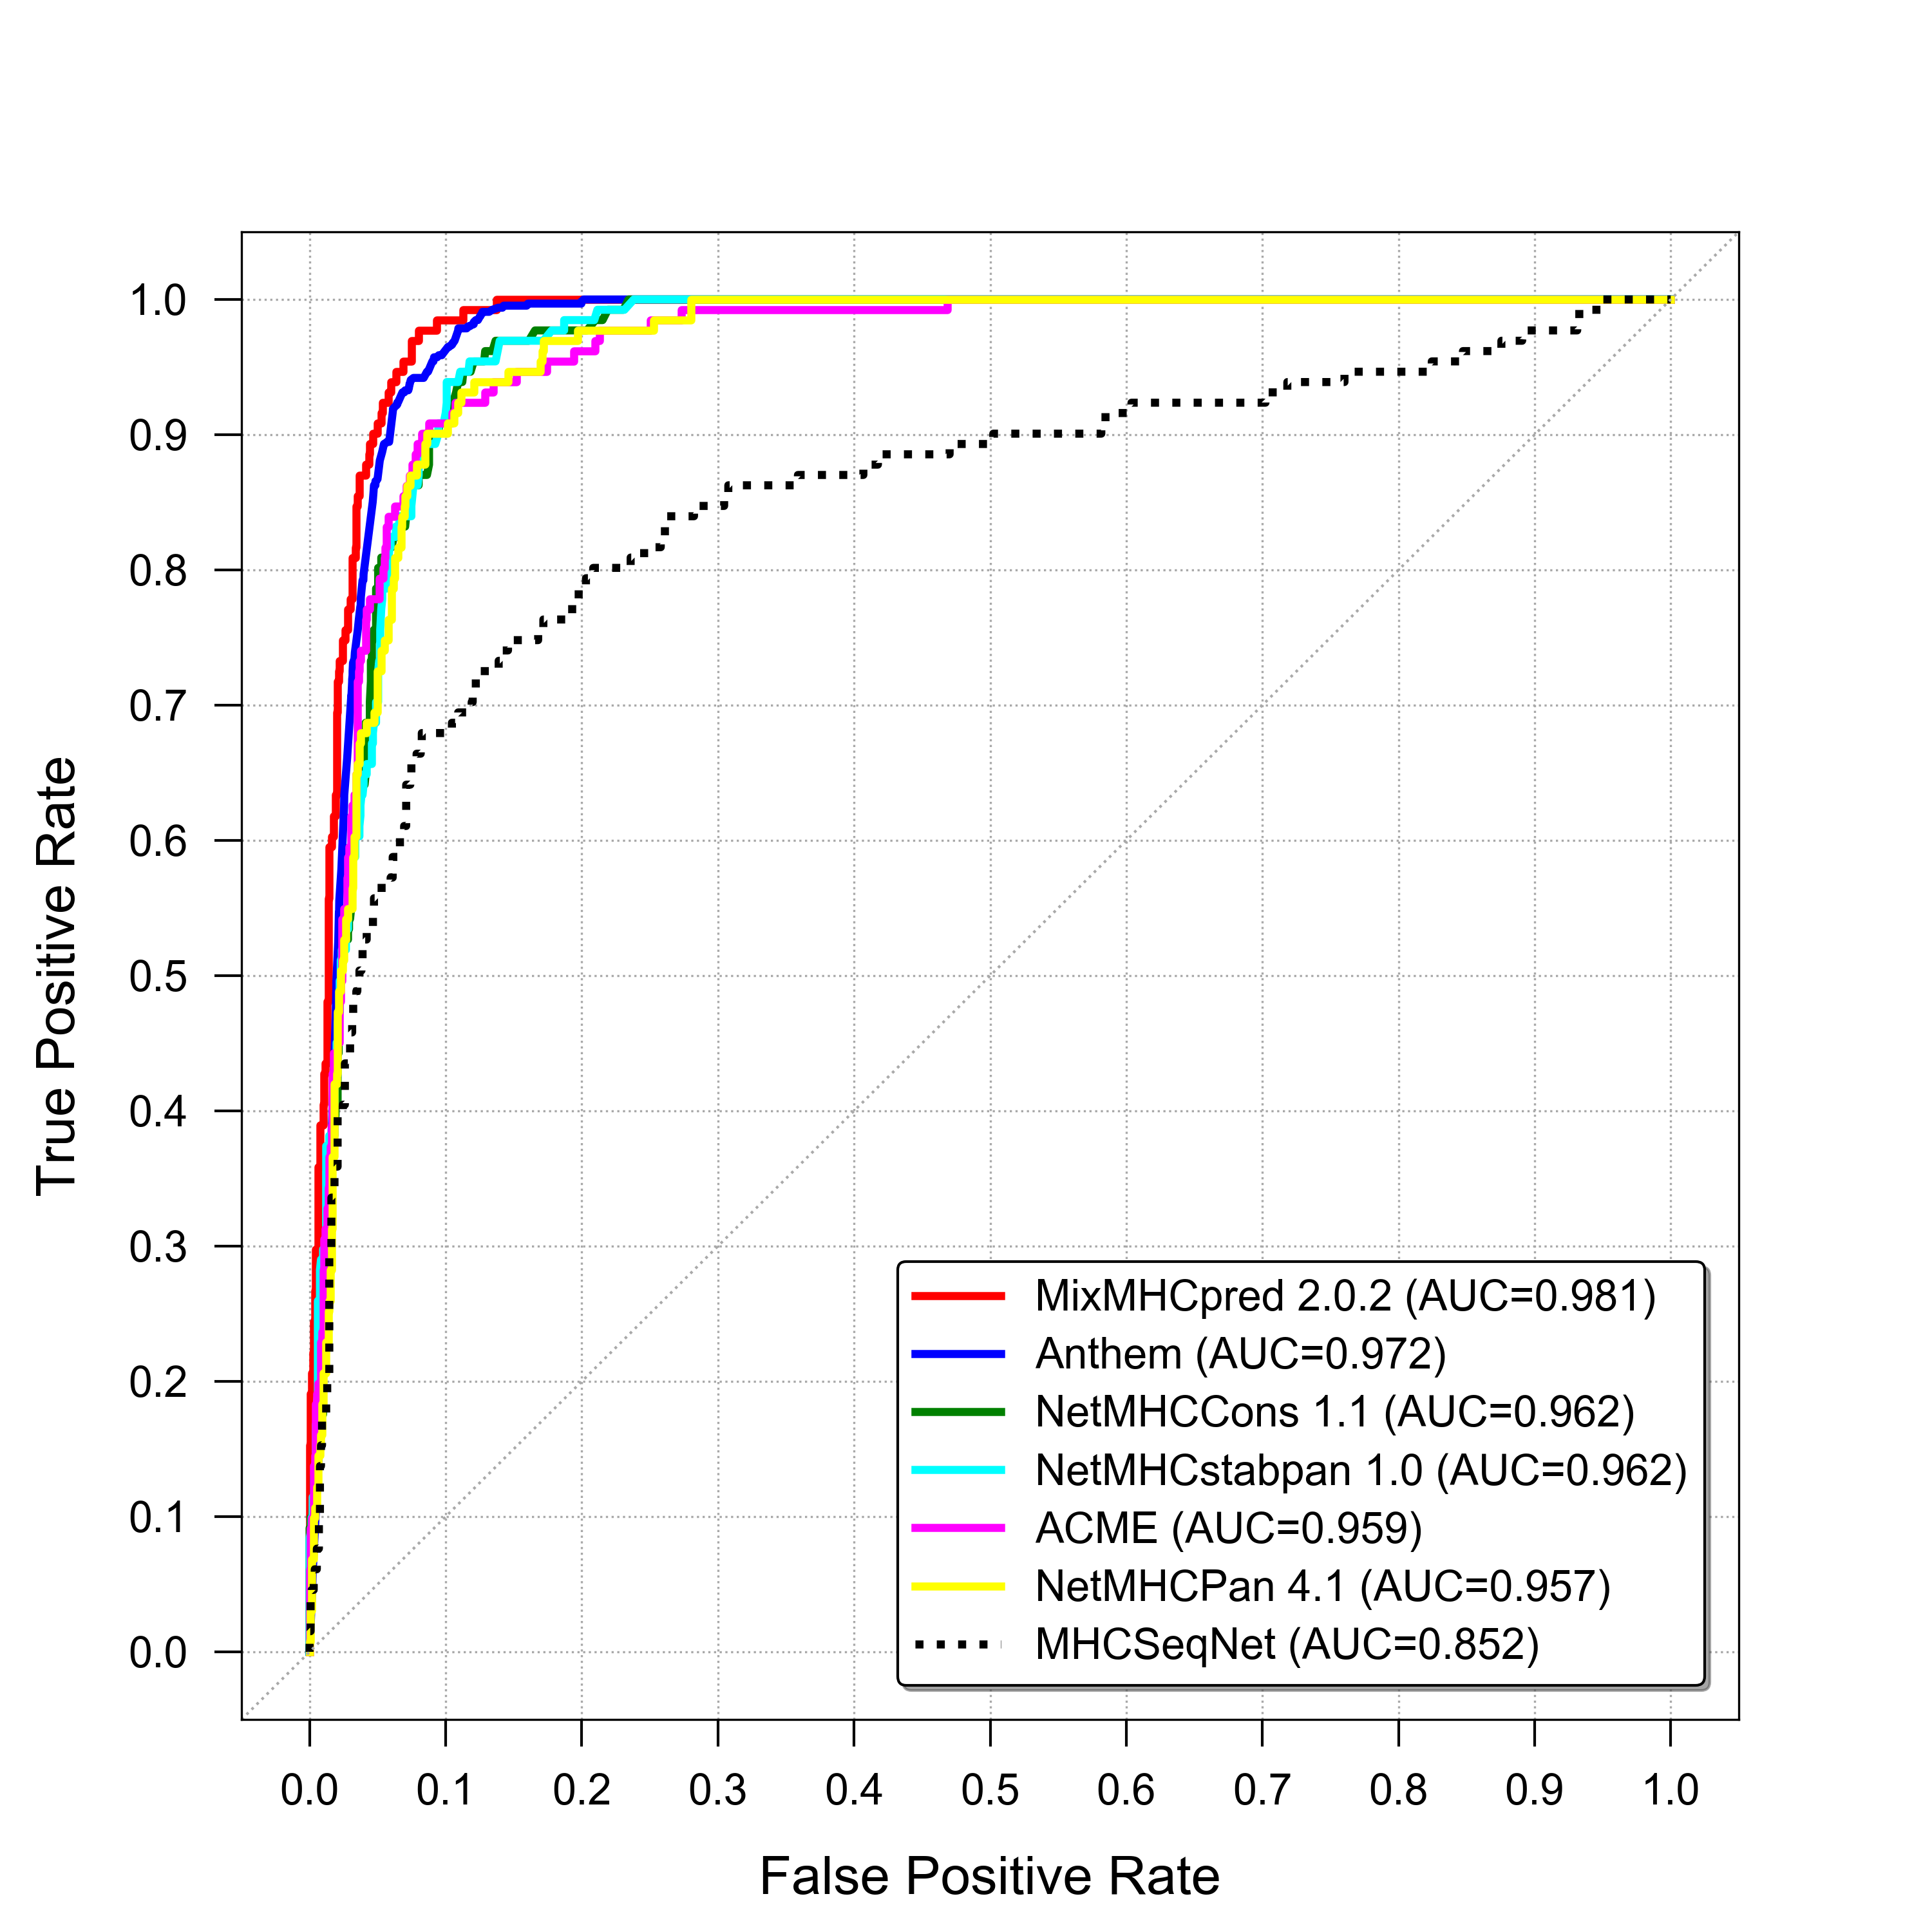 1.0
0.9
0.8
0.7
0.6
0.5
0.4
0.3
0.2
0.1
0.0
True Positive Rate
MixMHCpred 2.0.2 (AUC=0.981)
Anthem (AUC=0.972)
NetMHCCons 1.1 (AUC=0.962)
NetMHCstabpan 1.0 (AUC=0.962)
ACME (AUC=0.959)
NetMHCPan 4.1 (AUC=0.957)
MHCSeqNet (AUC=0.852)
0.0 0.1 0.2 0.3 0.4 0.5 0.6 0.7 0.8 0.9 1.0
False Positive Rate